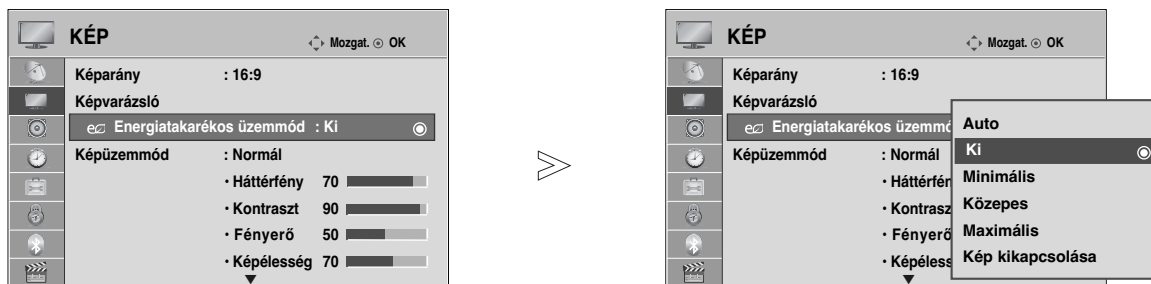 KÉP
Mozgat. OK
Képarány : 16:9
Képvarázsló
Energiatakarékos üzemmód : Ki
Képüzemmód : Normál
• Háttérfény 70
• Kontraszt 90
• Fényerő 50
• Képélesség 70
KÉP
Mozgat. OK
Képarány : 16:9
Képvarázsló
Energiatakarékos üzemmó
Képüzemmód : Normál
• Háttérfén
• Kontrasz
• Fényerő
• Képéless
Auto
Ki
Minimális
Közepes
Maximális
Kép kikapcsolása